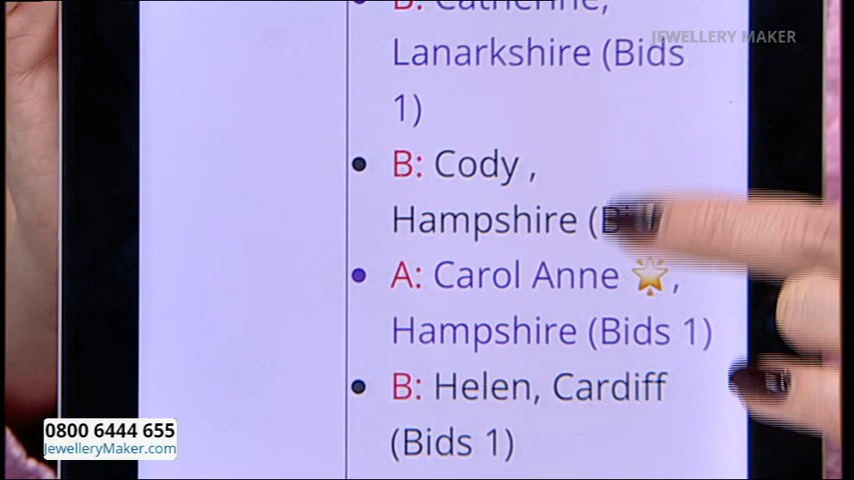 B: Catherine,
JEWELLERY MAKER
Lanarkshire (Bids
1)
B: Cody ,
Hampshire (
A: Carol Anne 🌟,
Hampshire (Bids 1)
B: Helen, Cardiff
(Bids 1)
0800 6444 655
JewelleryMaker.com